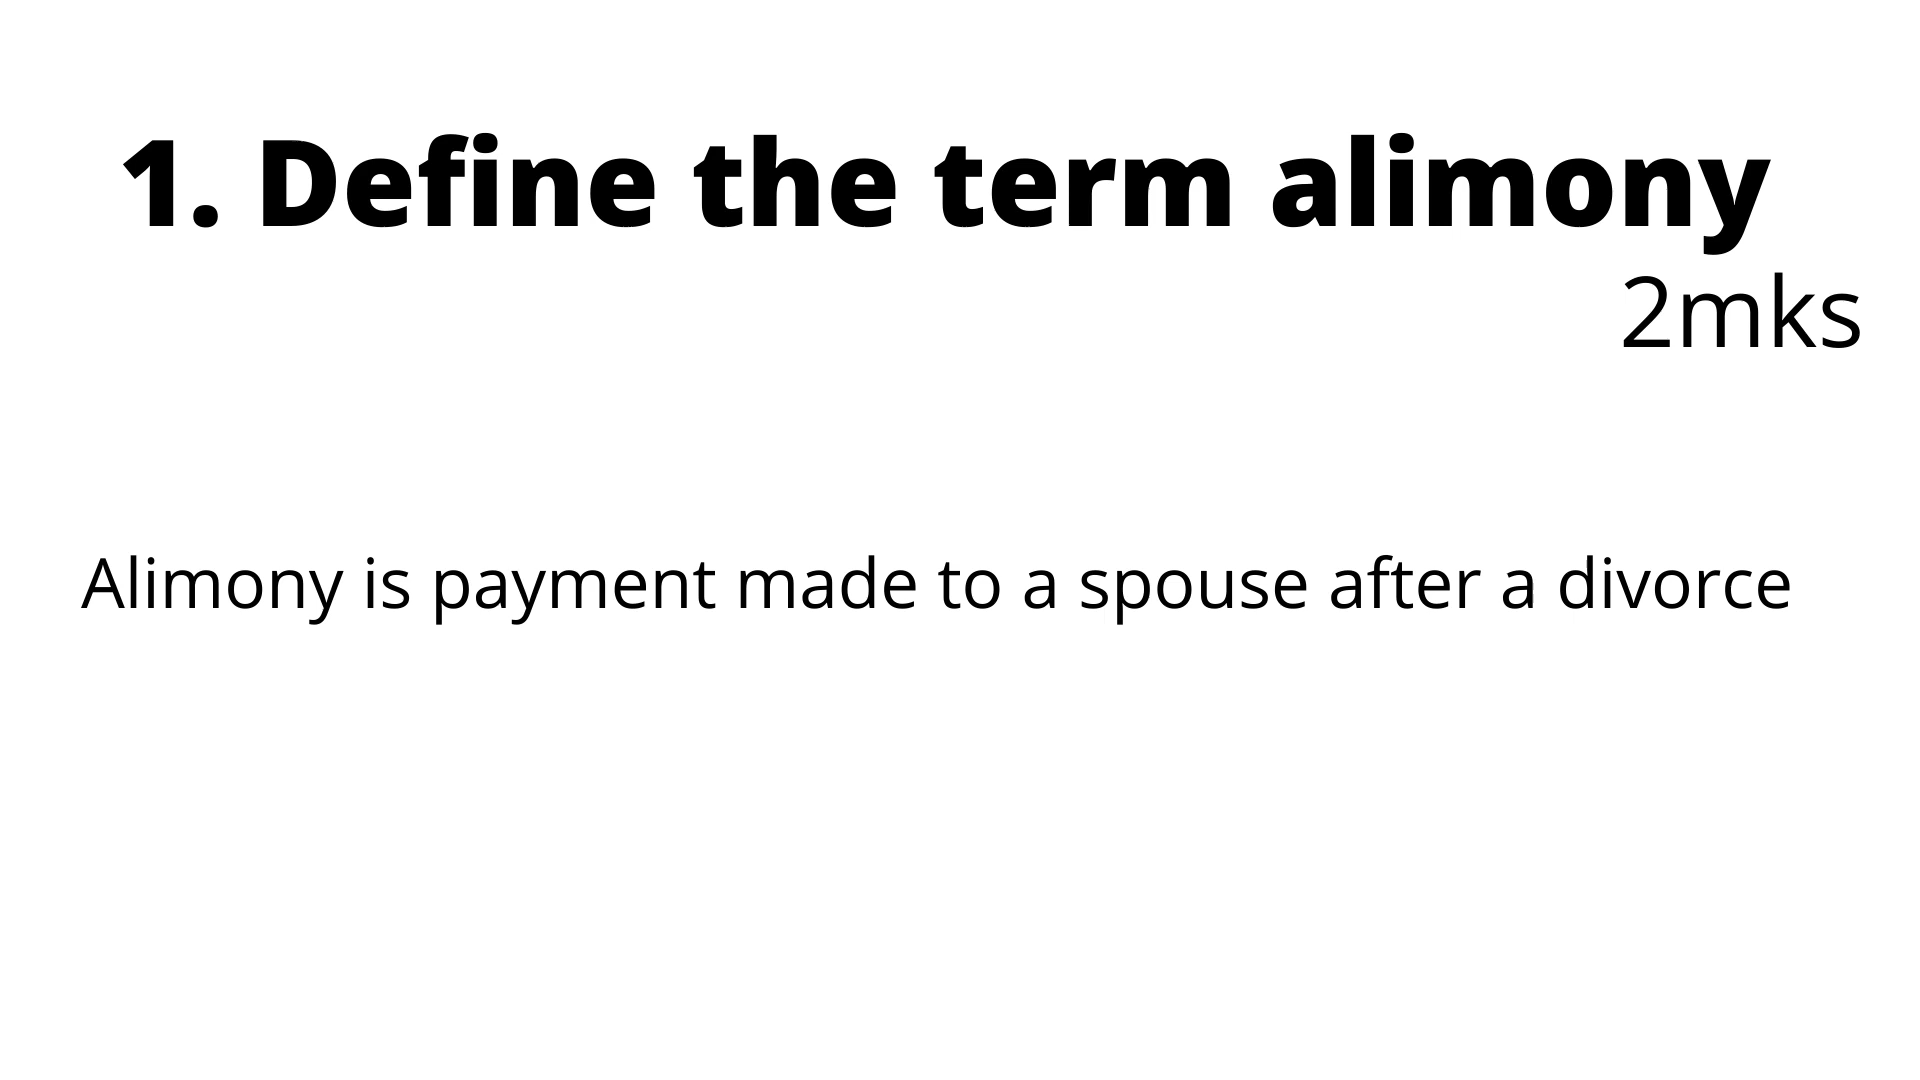 1. Define the term alimony
2mks
Alimony is payment made to a spouse after a divorce